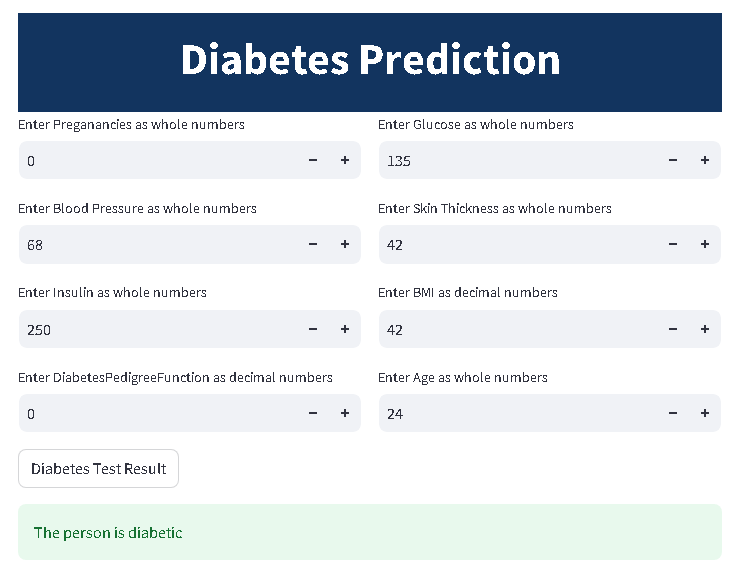 Diabetes Prediction
Enter Preganancies as whole numbers
Enter Glucose as whole numbers
0 − +
135 − +
Enter Blood Pressure as whole numbers
Enter Skin Thickness as whole numbers
68 − +
42 − +
Enter Insulin as whole numbers
Enter BMI as decimal numbers
250 − +
42 − +
Enter DiabetesPedigreeFunction as decimal numbers
Enter Age as whole numbers
0 − +
24 − +
Diabetes Test Result
The person is diabetic